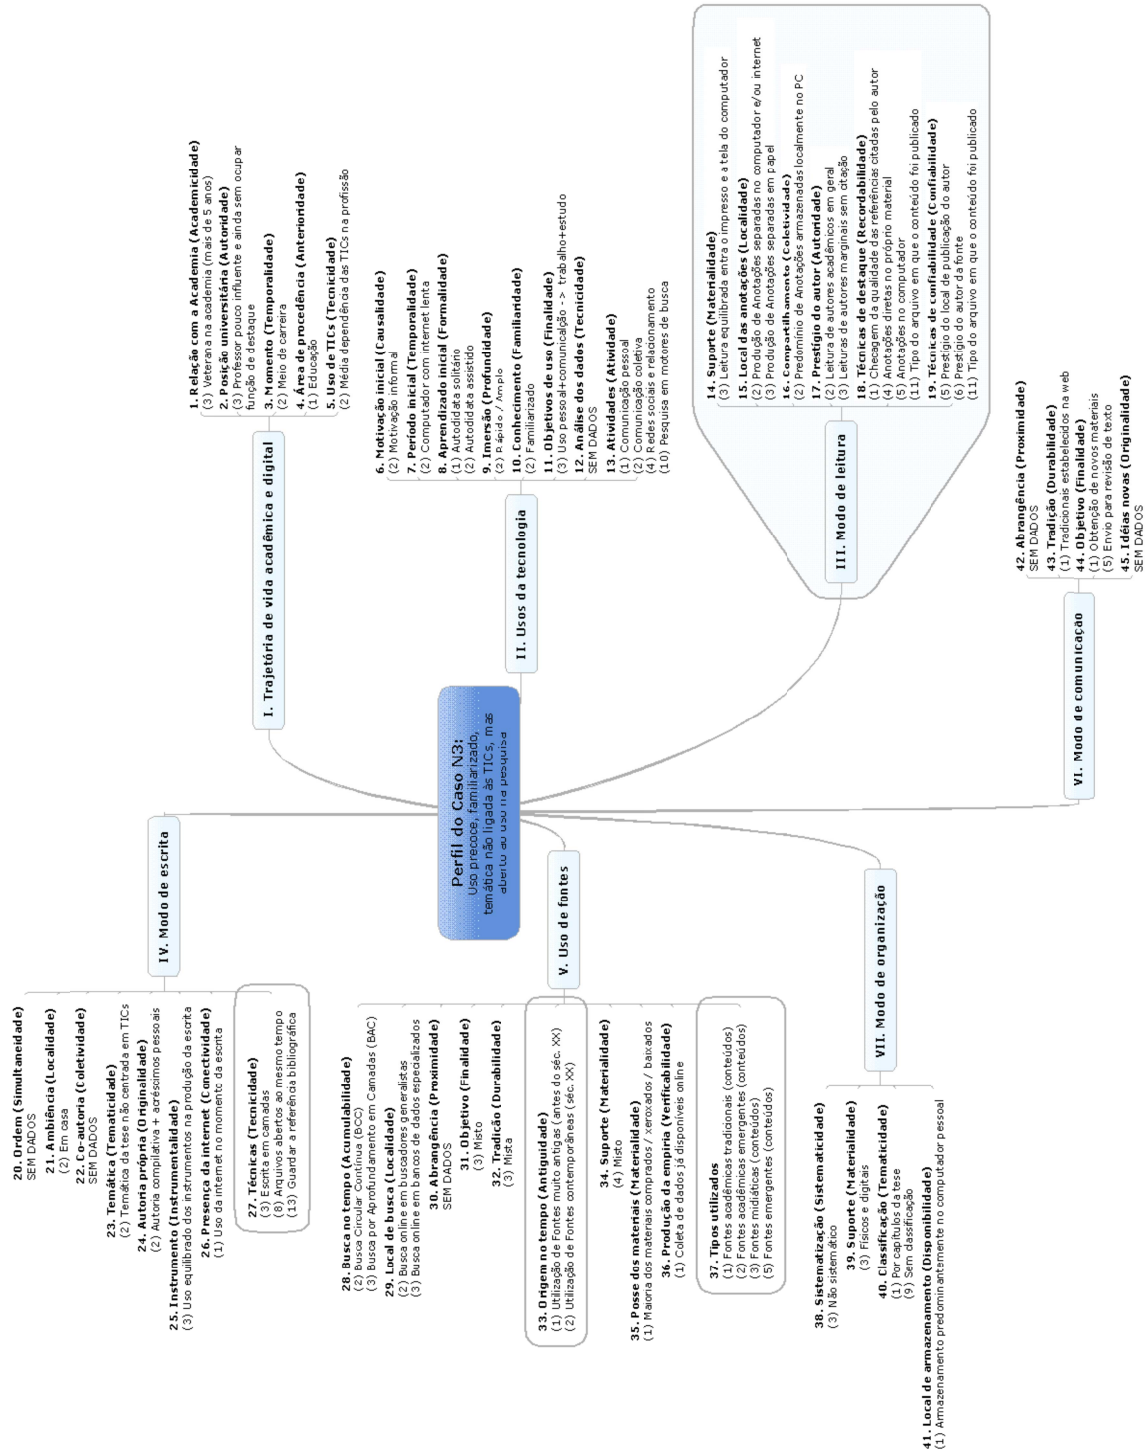 Perfil do Caso N3:
Uso precoce, familiarizado,
temática não ligada às TICs, mas
aberto ao uso na pesquisa
I. Trajetória de vida acadêmica e digital
1. Relação com a Academia (Academicidade)
(3) Veterana na academia (mais de 5 anos)
2. Posição universitária (Autoridade)
(3) Professor pouco influente e ainda sem ocupar
função de destaque
3. Momento (Temporalidade)
(2) Meio de carreira
4. Área de procedência (Anterioridade)
(1) Educação
5. Uso de TICs (Tecnicidade)
(2) Média dependência das TICs na profissão
II. Usos da tecnologia
6. Motivação inicial (Causalidade)
(2) Motivação informal
7. Período inicial (Temporalidade)
(2) Computador com internet lenta
8. Aprendizado inicial (Formalidade)
(1) Autodidata solitário
(2) Autodidata assistido
9. Imersão (Profundidade)
(2) Rápido / Amplo
10. Conhecimento (Familiaridade)
(2) Familiarizado
11. Objetivos de uso (Finalidade)
(3) Uso pessoal+comunicalção -> trabalho+estudo
12. Análise dos dados (Tecnicidade)
SEM DADOS
13. Atividades (Atividade)
(1) Comunicação pessoal
(2) Comunicação coletiva
(4) Redes sociais e relacionamento
(10) Pesquisa em motores de busca
III. Modo de leitura
14. Suporte (Materialidade)
(3) Leitura equilibrada entra o impresso e a tela do computador
15. Local das anotações (Localidade)
(2) Produção de Anotações separadas no computador e/ou internet
(3) Produção de Anotações separadas em papel
16. Compartilhamento (Coletividade)
(2) Predomínio de Anotações armazenadas localmente no PC
17. Prestígio do autor (Autoridade)
(2) Leitura de autores acadêmicos em geral
(3) Leituras de autores marginais sem citação
18. Técnicas de destaque (Recordabilidade)
(1) Checagem da qualidade das referências citadas pelo autor
(4) Anotações diretas no próprio material
(5) Anotações no computador
(11) Tipo do arquivo em que o conteúdo foi publicado
19. Técnicas de confiabilidade (Confiabilidade)
(5) Prestígio do local de publicação do autor
(6) Prestígio do autor da fonte
(11) Tipo do arquivo em que o conteúdo foi publicado
IV. Modo de escrita
20. Ordem (Simultaneidade)
SEM DADOS
21. Ambiência (Localidade)
(2) Em casa
22. Co-autoria (Coletividade)
SEM DADOS
23. Temática (Tematicidade)
(2) Temática da tese não centrada em TICs
24. Autoria própria (Originalidade)
(2) Autoria compilativa + acréscimos pessoais
25. Instrumento (Instrumentalidade)
(3) Uso equilibrado dos instrumentos na produção da escrita
26. Presença da internet (Conectividade)
(1) Uso da internet no momento da escrita
27. Técnicas (Tecnicidade)
(3) Escrita em camadas
(8) Arquivos abertos ao mesmo tempo
(13) Guardar a referência bibliográfica
V. Uso de fontes
28. Busca no tempo (Acumulabilidade)
(2) Busca Circular Contínua (BCC)
(3) Busca por Aprofundamento em Camadas (BAC)
29. Local de busca (Localidade)
(2) Busca online em buscadores generalistas
(3) Busca online em bancos de dados especializados
30. Abrangência (Proximidade)
SEM DADOS
31. Objetivo (Finalidade)
(3) Misto
32. Tradicão (Durabilidade)
(3) Mista
33. Origem no tempo (Antiguidade)
(1) Utilização de Fontes muito antigas (antes do séc. XX)
(2) Utilização de Fontes contemporâneas (séc. XX)
34. Suporte (Materialidade)
(4) Misto
35. Posse dos materiais (Materialidade)
(1) Maioria dos materiais comprados / xeroxados / baixados
36. Produção da empiria (Verificabilidade)
(1) Coleta de dados já disponíveis online
37. Tipos utilizados
(1) Fontes acadêmicas tradicionais (conteúdos)
(2) Fontes acadêmicas emergentes (conteúdos)
(3) Fontes midiáticas (conteúdos)
(5) Fontes emergentes (conteúdos)
VI. Modo de comunicação
42. Abrangência (Proximidade)
SEM DADOS
43. Tradição (Durabilidade)
(1) Tradicionais estabelecidos na web
44. Objetivo (Finalidade)
(1) Obtenção de novos materiais
(5) Envio para revisão de texto
45. Idéias novas (Originalidade)
SEM DADOS
VII. Modo de organização
38. Sistematização (Sistematicidade)
(3) Não sistemático
39. Suporte (Materialidade)
(3) Físicos e digitais
40. Classificação (Tematicidade)
(1) Por capítulos da tese
(9) Sem classificação
41. Local de armazenamento (Disponibilidade)
(1) Armazenamento predominantemente no computador pessoal